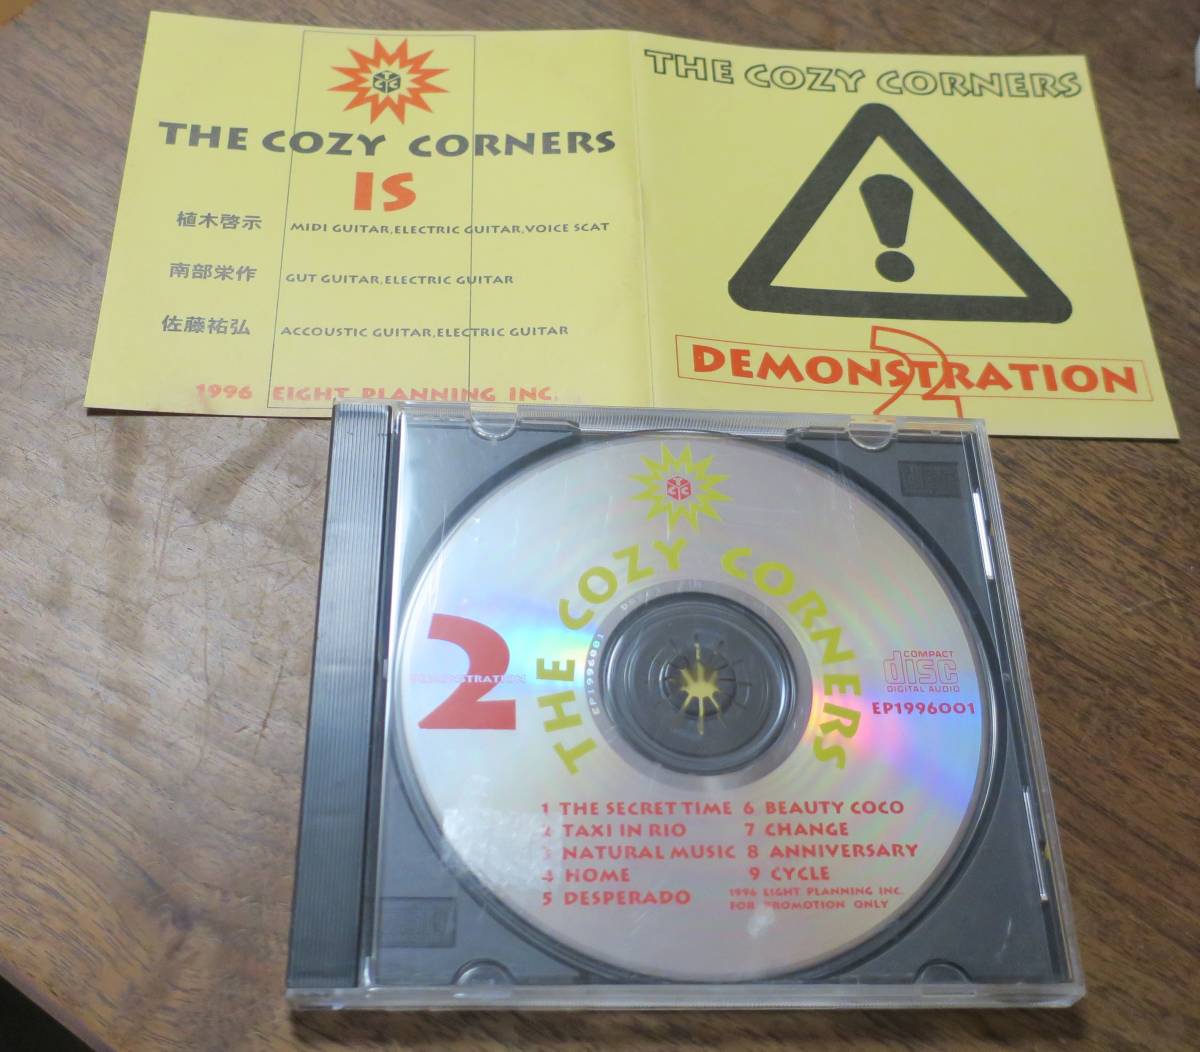 THE COZY CORNERS
IS
植木啓示 MIDI GUITAR,ELECTRIC GUITAR,VOICE SCAT
南部栄作 GUT GUITAR,ELECTRIC GUITAR
佐藤祐弘 ACCOUSTIC GUITAR,ELECTRIC GUITAR
1996 EIGHT PLANNING INC.
THE COZY CORNERS
!
DEMONSTRATION
2
TCC
THE COZY CORNERS
2
DEMONSTRATION
COMPACT
disc
DIGITAL AUDIO
EP1996001
EP1996001
1 THE SECRET TIME
2 TAXI IN RIO
3 NATURAL MUSIC
4 HOME
5 DESPERADO
6 BEAUTY COCO
7 CHANGE
8 ANNIVERSARY
9 CYCLE
1996 EIGHT PLANNING INC.
FOR PROMOTION ONLY